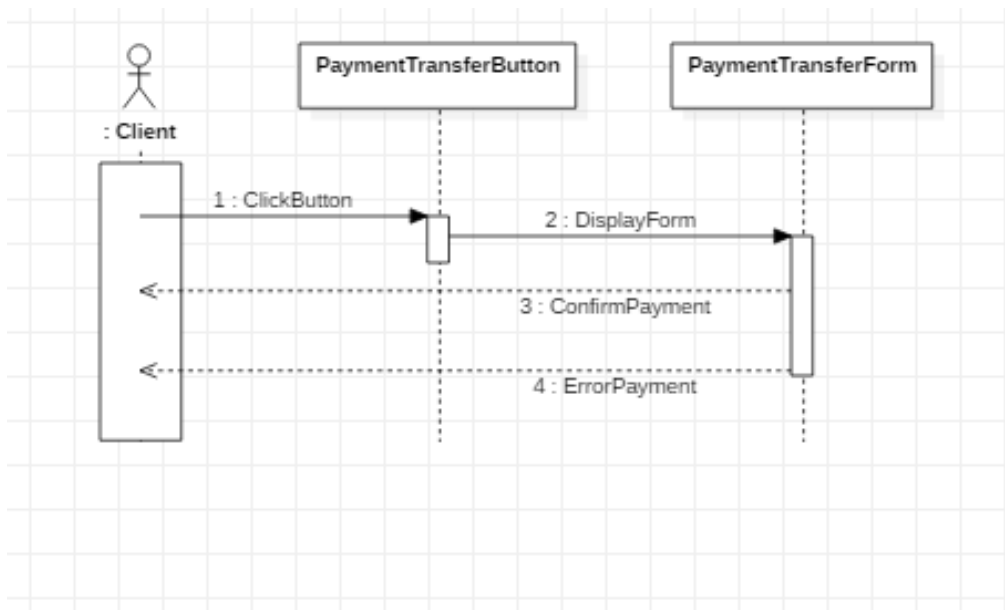 PaymentTransferButton
PaymentTransferForm
: Client
1 : ClickButton
2 : DisplayForm
3 : ConfirmPayment
4 : ErrorPayment